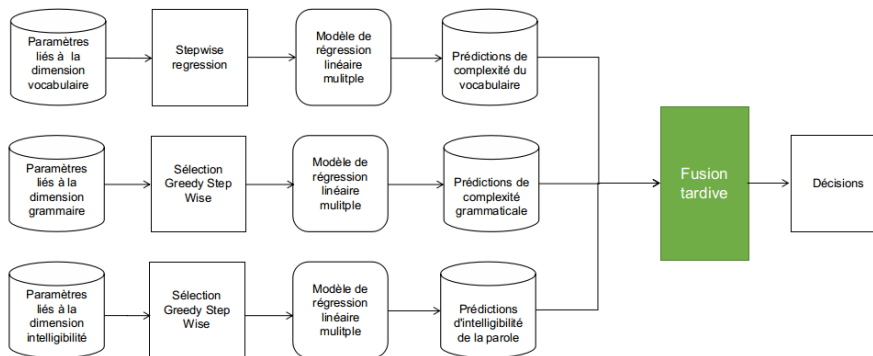 Paramètres
liés à la
dimension
vocabulaire
Stepwise
regression
Modèle de
régression
linéaire
mulitple
Prédictions de
complexité du
vocabulaire
Paramètres
liés à la
dimension
grammaire
Sélection
Greedy Step
Wise
Modèle de
régression
linéaire
mulitple
Prédictions de
complexité
grammaticale
Fusion
tardive
Décisions
Paramètres
liés à la
dimension
intelligibilité
Sélection
Greedy Step
Wise
Modèle de
régression
linéaire
mulitple
Prédictions
d'intelligibilité
de la parole